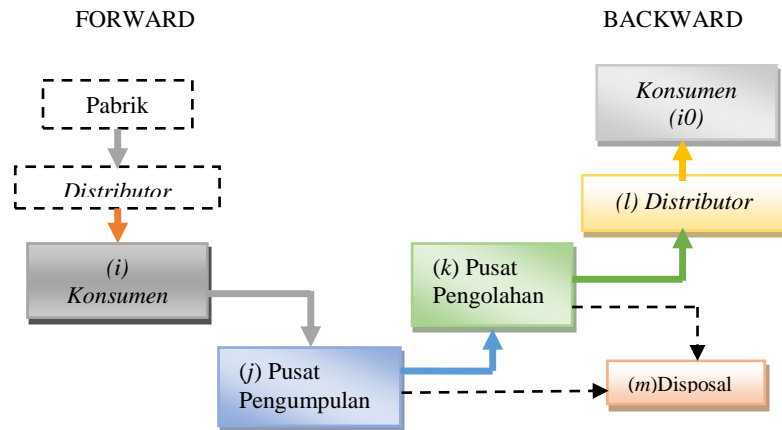 FORWARD
BACKWARD
Pabrik
Distributor
(i)
Konsumen
(j) Pusat
Pengumpulan
(k) Pusat
Pengolahan
(m)Disposal
(l) Distributor
Konsumen
(i0)